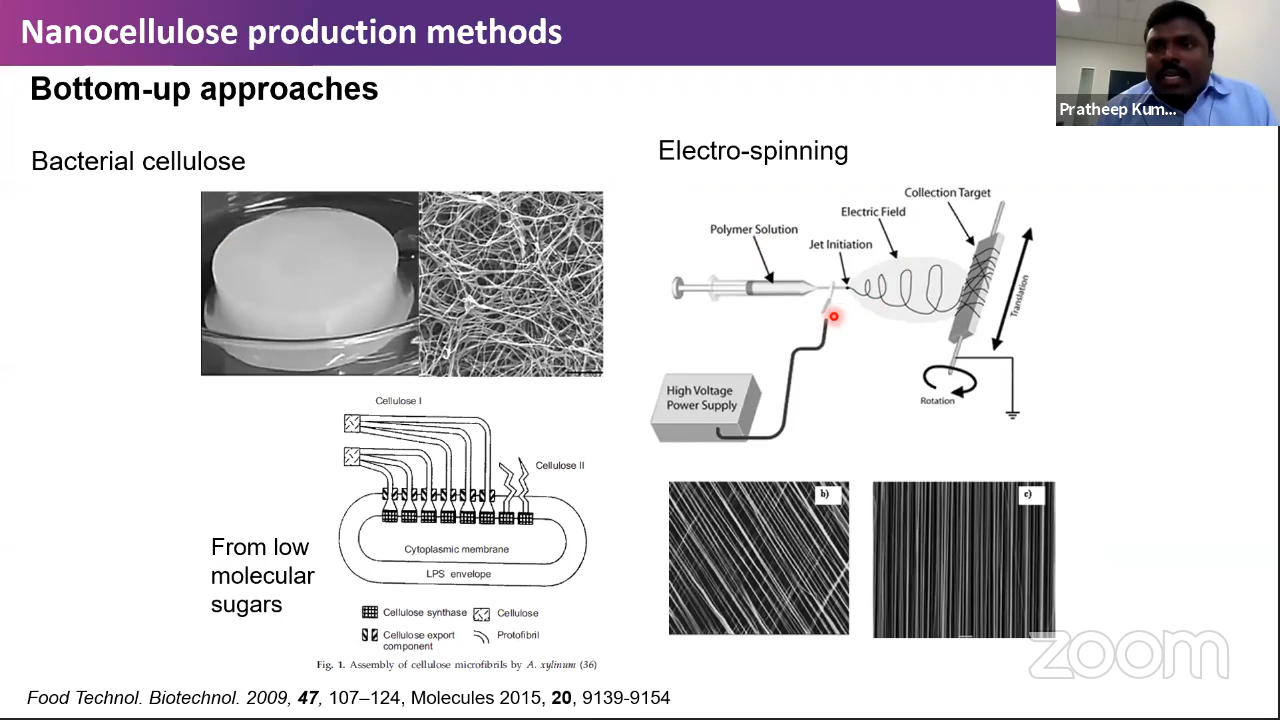 Nanocellulose production methods
Pratheep Kum...
Bottom-up approaches
Bacterial cellulose
Electro-spinning
Collection Target
Electric Field
Polymer Solution
Jet Initiation
Translation
High Voltage
Power Supply
Rotation
Cellulose I
Cellulose II
Cytoplasmic membrane
LPS envelope
From low
molecular
sugars
Cellulose synthase
Cellulose
Cellulose export
component
Protofibril
Fig. 1. Assembly of cellulose microfibrils by A. xylinum (36)
b)
c)
zoom
Food Technol. Biotechnol. 2009, 47, 107–124, Molecules 2015, 20, 9139-9154